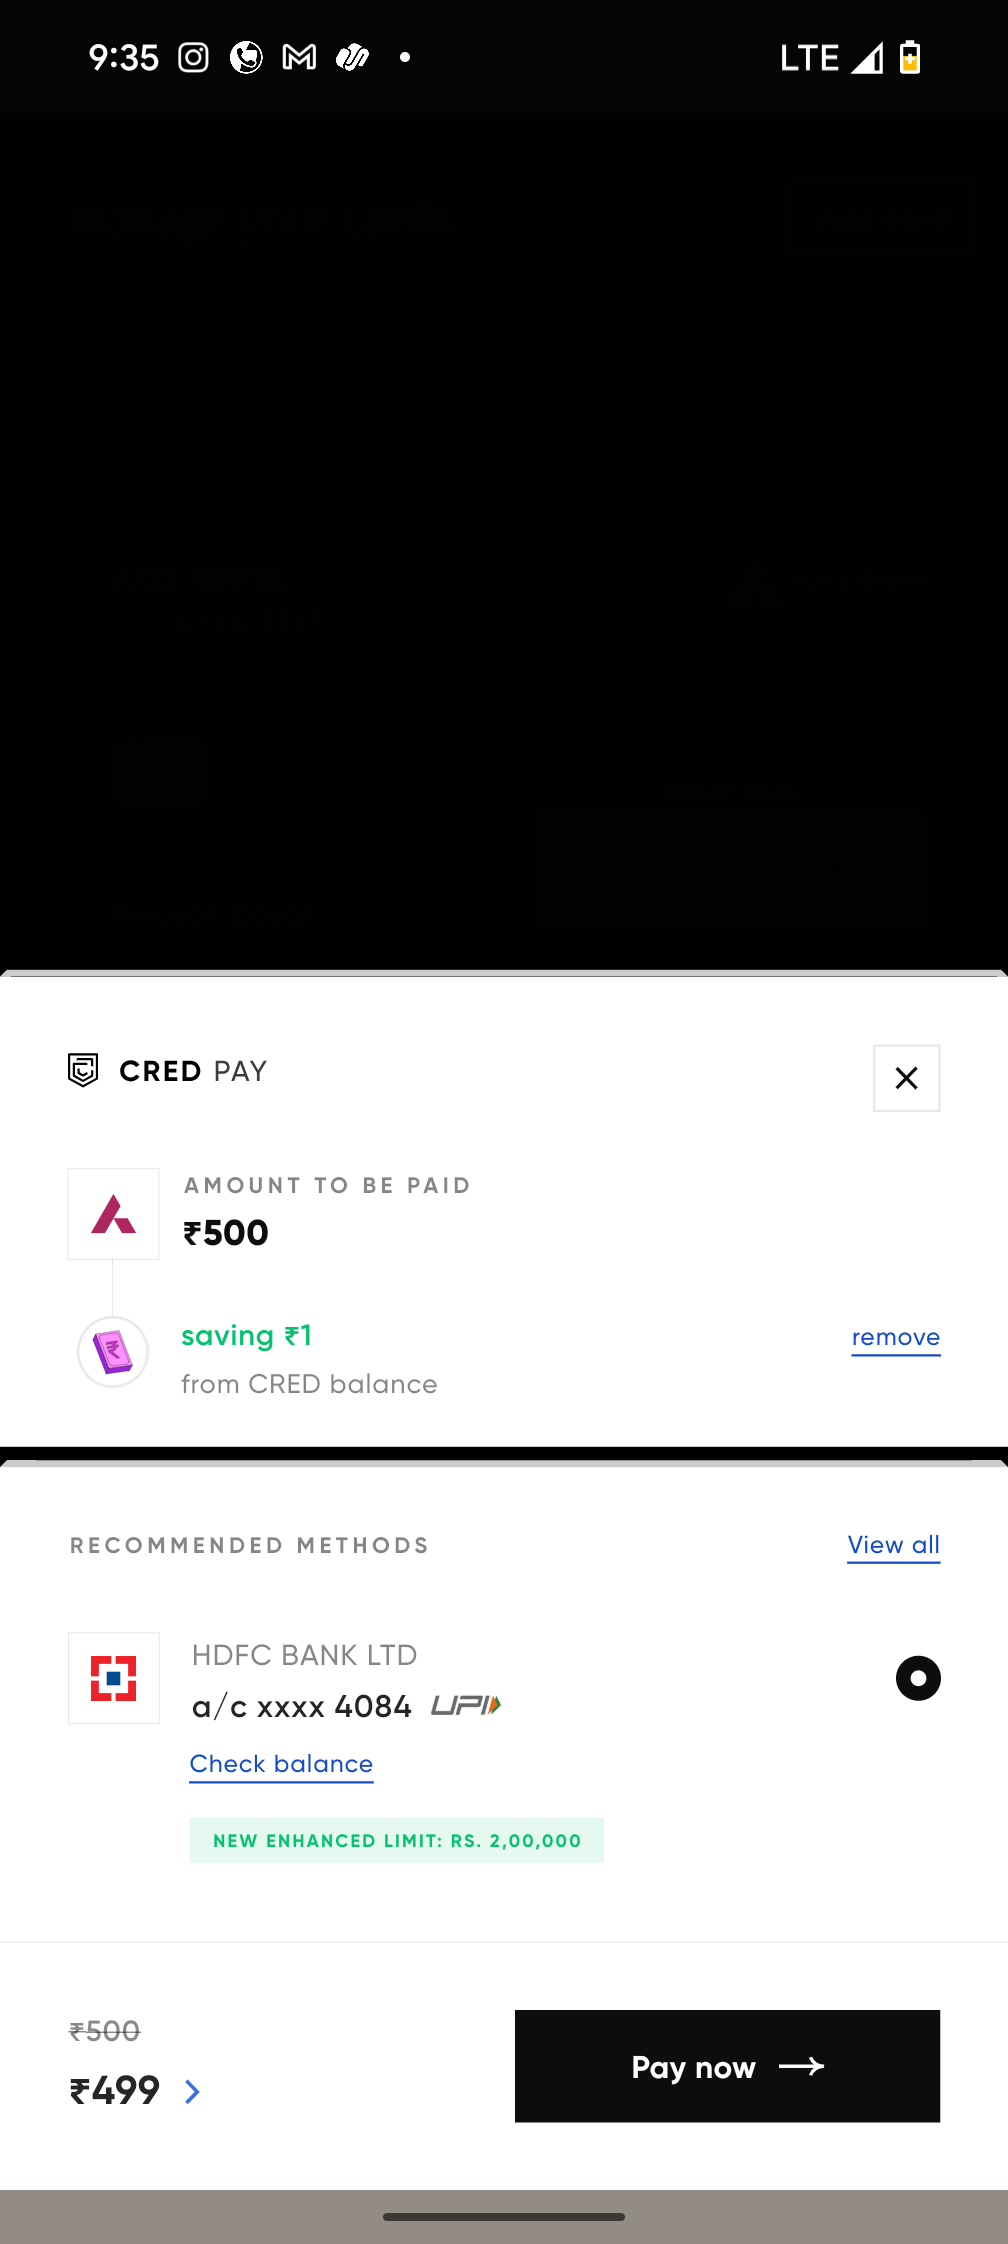 9:35
LTE
CRED PAY
AMOUNT TO BE PAID
₹500
saving ₹1
remove
from CRED balance
RECOMMENDED METHODS
View all
HDFC BANK LTD
a/c xxxx 4084 UPI
Check balance
NEW ENHANCED LIMIT: RS. 2,00,000
₹500
₹499
Pay now